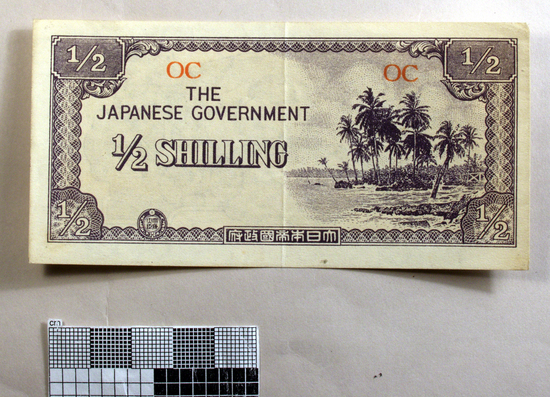 1/2 1/2
OC OC
THE
JAPANESE GOVERNMENT
1/2 SHILLING
1/2 1/2
府政國帝本日大